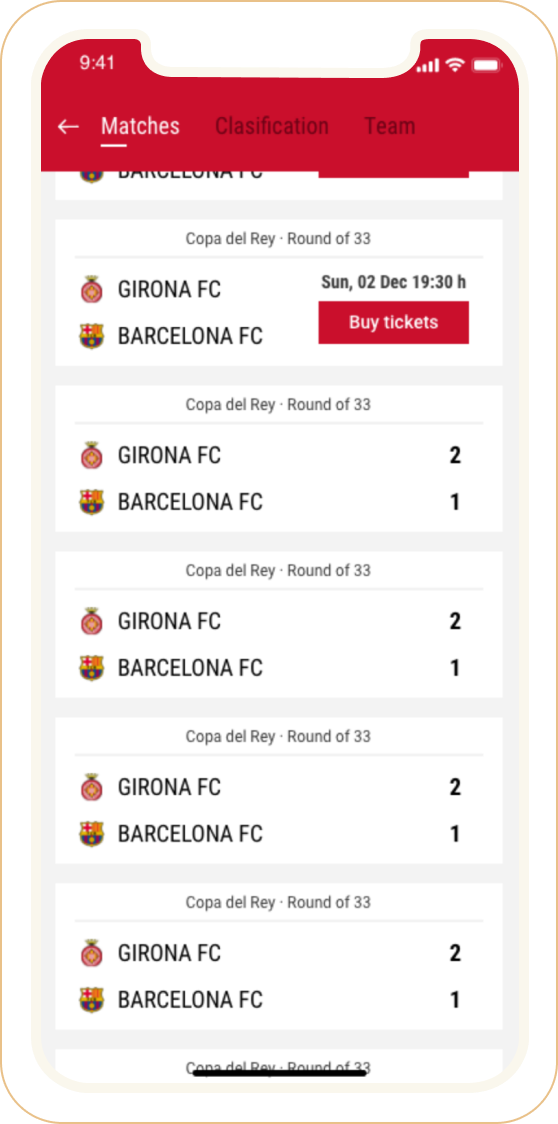 9:41
Matches Clasification Team
BARCELONA FC
Copa del Rey · Round of 33
GIRONA FC
Sun, 02 Dec 19:30 h
BARCELONA FC
Buy tickets
Copa del Rey · Round of 33
GIRONA FC 2
BARCELONA FC 1
Copa del Rey · Round of 33
GIRONA FC 2
BARCELONA FC 1
Copa del Rey · Round of 33
GIRONA FC 2
BARCELONA FC 1
Copa del Rey · Round of 33
GIRONA FC 2
BARCELONA FC 1
Copa del Rey · Round of 33